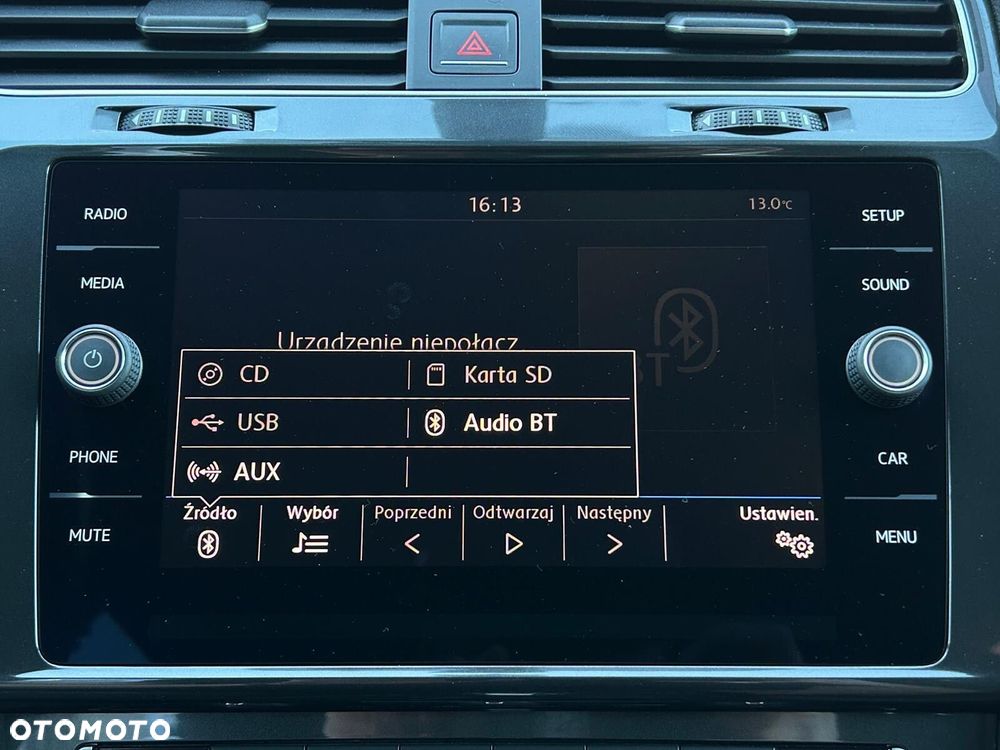 RADIO
MEDIA
PHONE
MUTE
16:13
13.0°C
Urządzenie niepołącz.
CD
Karta SD
USB
Audio BT
AUX
Źródło
Wybór
Poprzedni
Odtwarzaj
Następny
Ustawien.
SETUP
SOUND
CAR
MENU
OTOMOTO